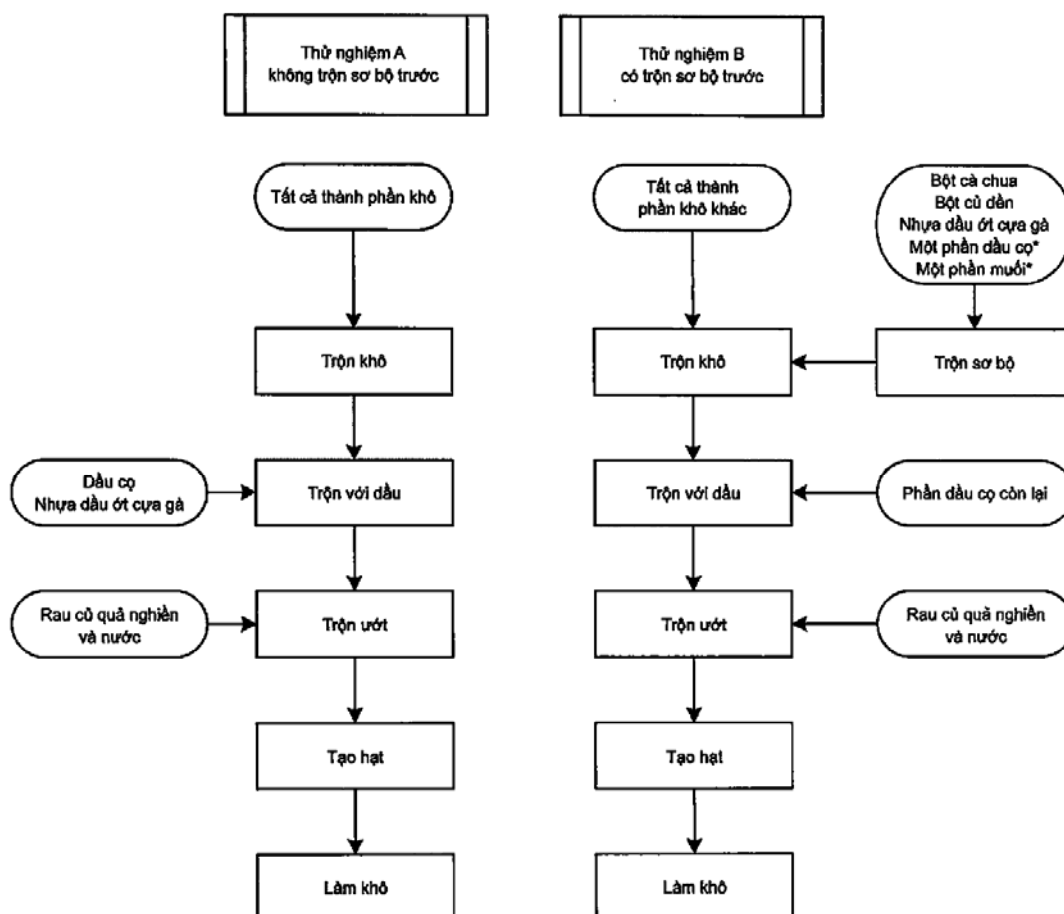 Thử nghiệm A
không trộn sơ bộ trước
Thử nghiệm B
có trộn sơ bộ trước
Tất cả thành phần khô
Tất cả thành
phần khô khác
Bột cà chua
Bột củ dền
Nhựa dầu ớt cựa gà
Một phần dầu cọ*
Một phần muối*
Trộn khô
Trộn khô
Trộn sơ bộ
Dầu cọ
Nhựa dầu ớt cựa gà
Trộn với dầu
Trộn với dầu
Phần dầu cọ còn lại
Rau củ quả nghiền
và nước
Trộn ướt
Trộn ướt
Rau củ quả nghiền
và nước
Tạo hạt
Tạo hạt
Làm khô
Làm khô